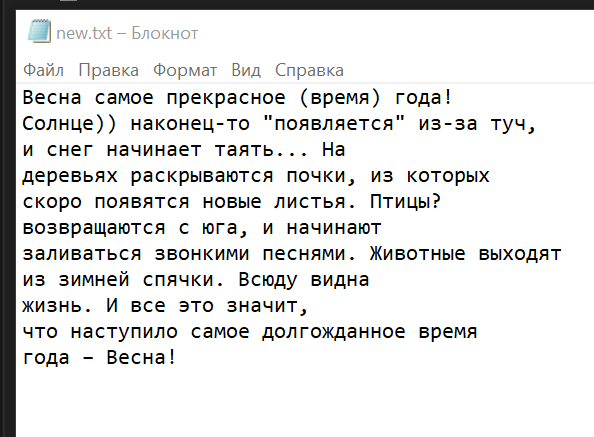 new.txt – Блокнот
Файл Правка Формат Вид Справка
Весна самое прекрасное (время) года!
Солнце)) наконец-то "появляется" из-за туч,
и снег начинает таять... На
деревьях раскрываются почки, из которых
скоро появятся новые листья. Птицы?
возвращаются с юга, и начинают
заливаться звонкими песнями. Животные выходят
из зимней спячки. Всюду видна
жизнь. И все это значит,
что наступило самое долгожданное время
года – Весна!